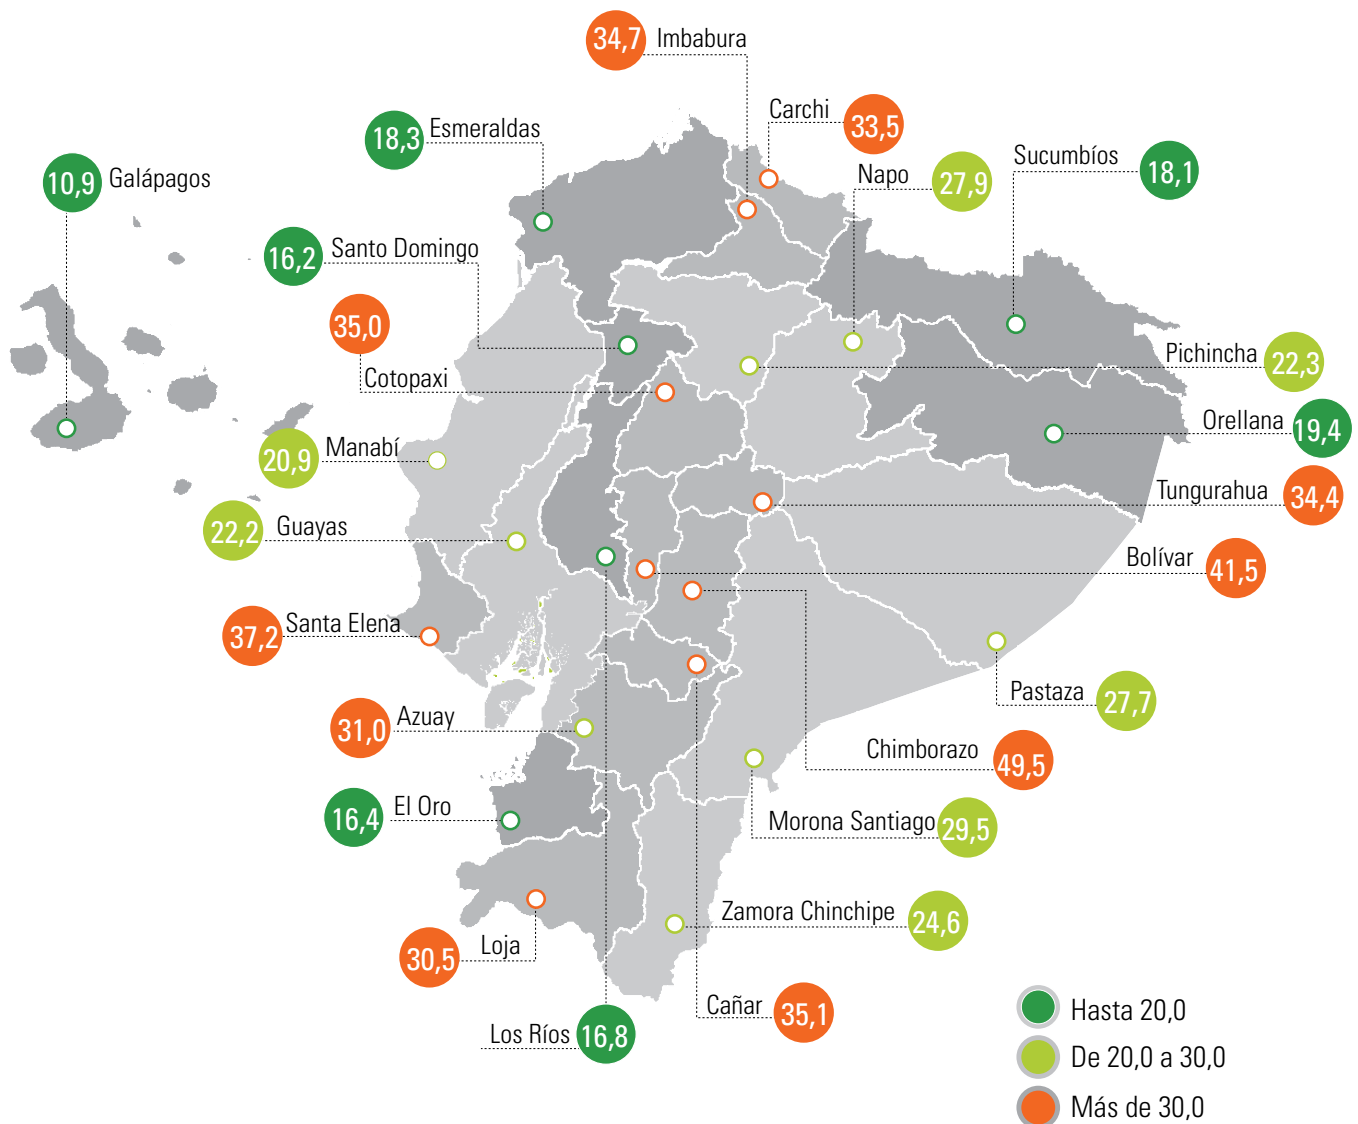 34,7 Imbabura
Carchi 33,5
18,3 Esmeraldas
Sucumbíos 18,1
Napo 27,9
10,9 Galápagos
16,2 Santo Domingo
35,0
Cotopaxi
Pichincha 22,3
Orellana 19,4
20,9 Manabí
Tungurahua 34,4
22,2 Guayas
Bolívar 41,5
37,2 Santa Elena
Pastaza 27,7
31,0 Azuay
Chimborazo 49,5
16,4 El Oro
Morona Santiago 29,5
Zamora Chinchipe 24,6
30,5 Loja
Cañar 35,1
Los Ríos 16,8
Hasta 20,0
De 20,0 a 30,0
Más de 30,0